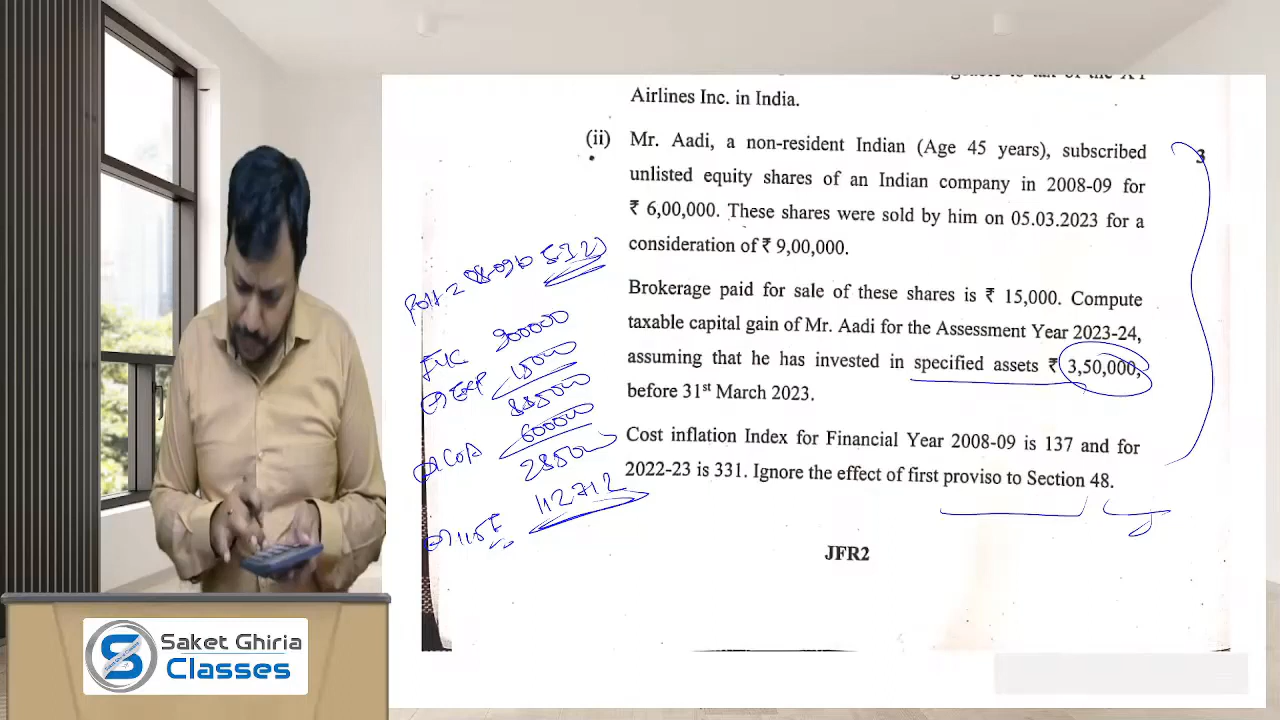 Airlines Inc. in India.
(ii) Mr. Aadi, a non-resident Indian (Age 45 years), subscribed
3
unlisted equity shares of an Indian company in 2008-09 for
₹ 6,00,000. These shares were sold by him on 05.03.2023 for a
consideration of ₹ 9,00,000.
Brokerage paid for sale of these shares is ₹ 15,000. Compute
taxable capital gain of Mr. Aadi for the Assessment Year 2023-24,
assuming that he has invested in specified assets ₹ 3,50,000,
before 31st March 2023.
Cost inflation Index for Financial Year 2008-09 is 137 and for
2022-23 is 331. Ignore the effect of first proviso to Section 48.
JFR2
FVC 900000
(-) EXP 15000
885000
(-) COA 600000
285000
(-) 115F 112712
Saket Ghiria
Classes